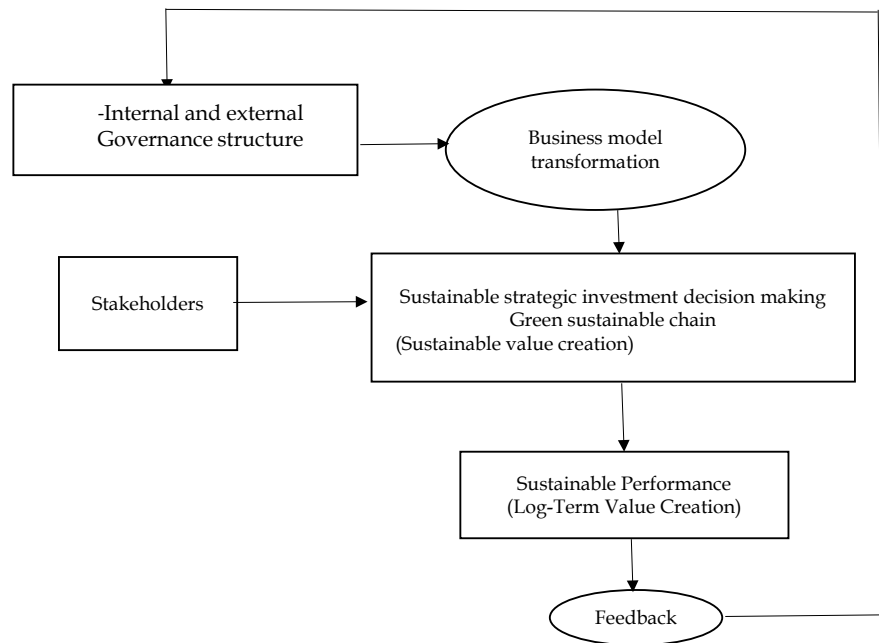 -Internal and external
Governance structure
Business model
transformation
Stakeholders
Sustainable strategic investment decision making
Green sustainable chain
(Sustainable value creation)
Sustainable Performance
(Log-Term Value Creation)
Feedback